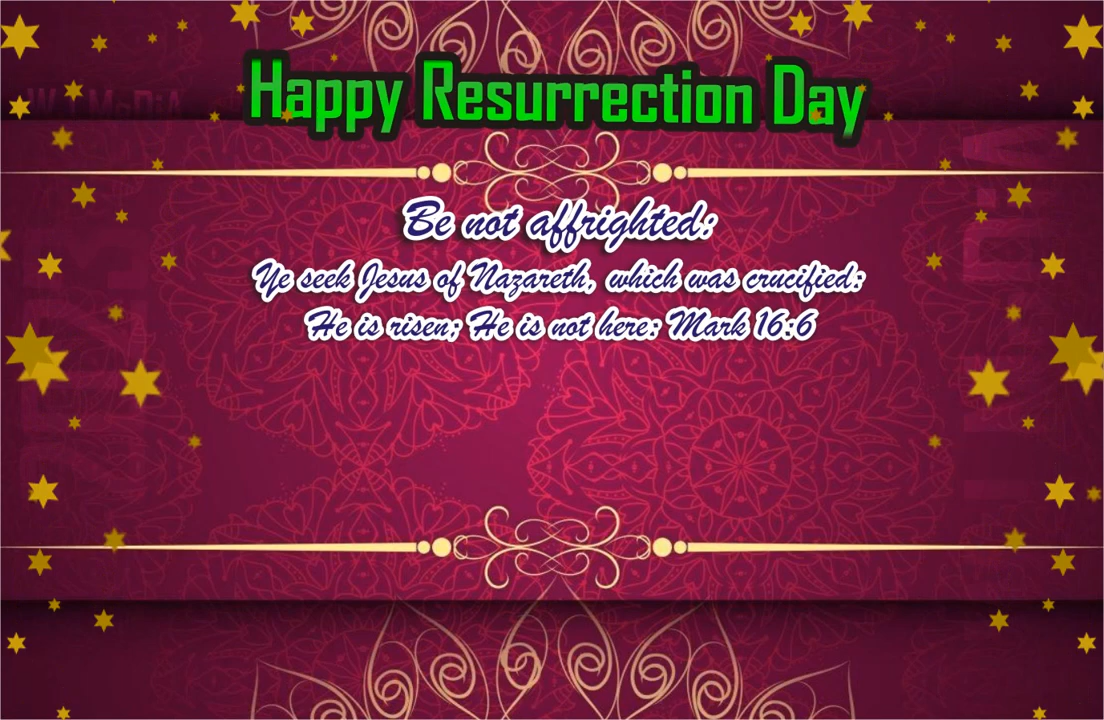 Happy Resurrection Day
Be not affrighted:
Ye seek Jesus of Nazareth, which was crucified:
He is risen; He is not here: Mark 16:6